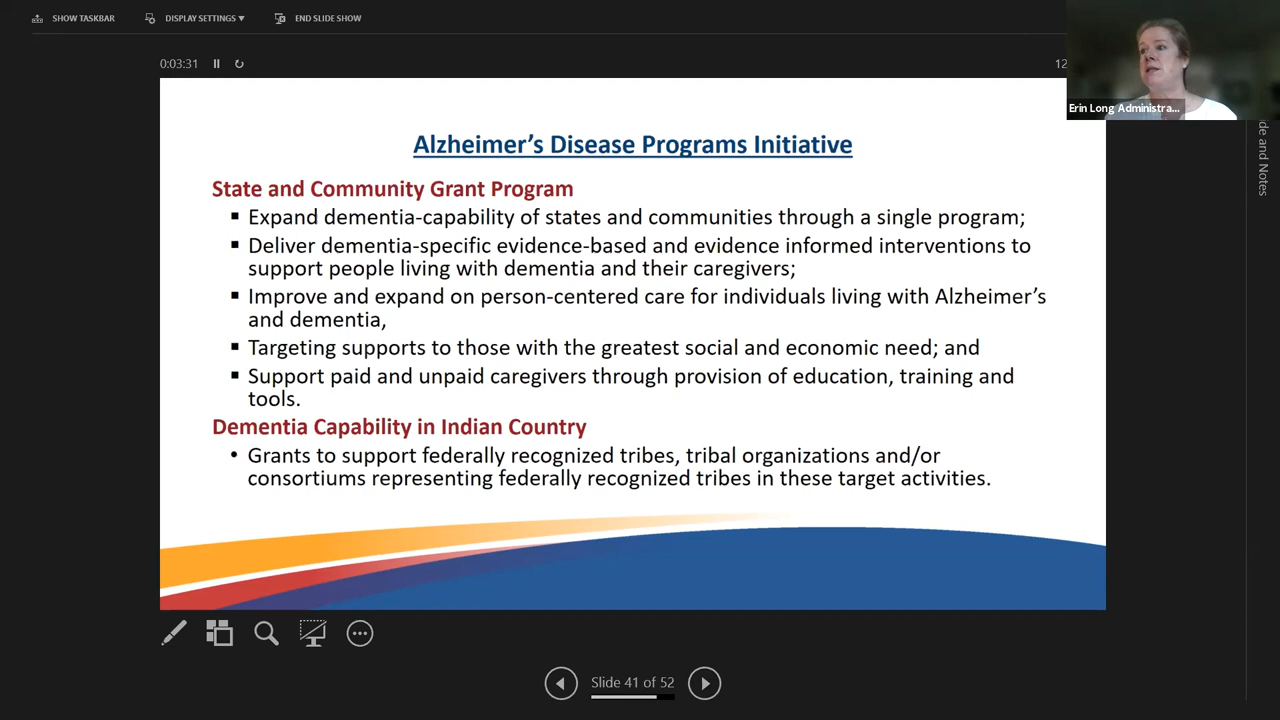 SHOW TASKBAR
DISPLAY SETTINGS ▼
END SLIDE SHOW
0:03:31
12
Erin Long Administra...
Alzheimer's Disease Programs Initiative
State and Community Grant Program
▪ Expand dementia-capability of states and communities through a single program;
▪ Deliver dementia-specific evidence-based and evidence informed interventions to
support people living with dementia and their caregivers;
▪ Improve and expand on person-centered care for individuals living with Alzheimer's
and dementia,
▪ Targeting supports to those with the greatest social and economic need; and
▪ Support paid and unpaid caregivers through provision of education, training and
tools.
Dementia Capability in Indian Country
• Grants to support federally recognized tribes, tribal organizations and/or
consortiums representing federally recognized tribes in these target activities.
Slide 41 of 52
de and Notes